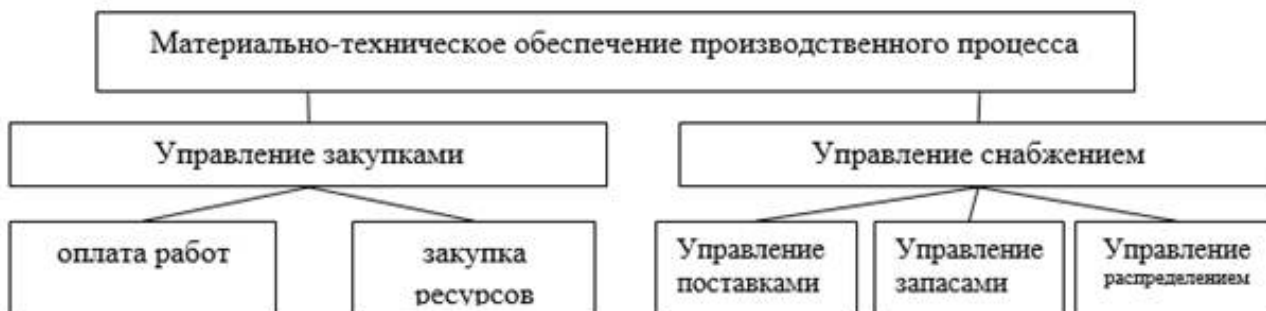 Материально-техническое обеспечение производственного процесса
Управление закупками
Управление снабжением
оплата работ
закупка
ресурсов
Управление
поставками
Управление
запасами
Управление
распределением